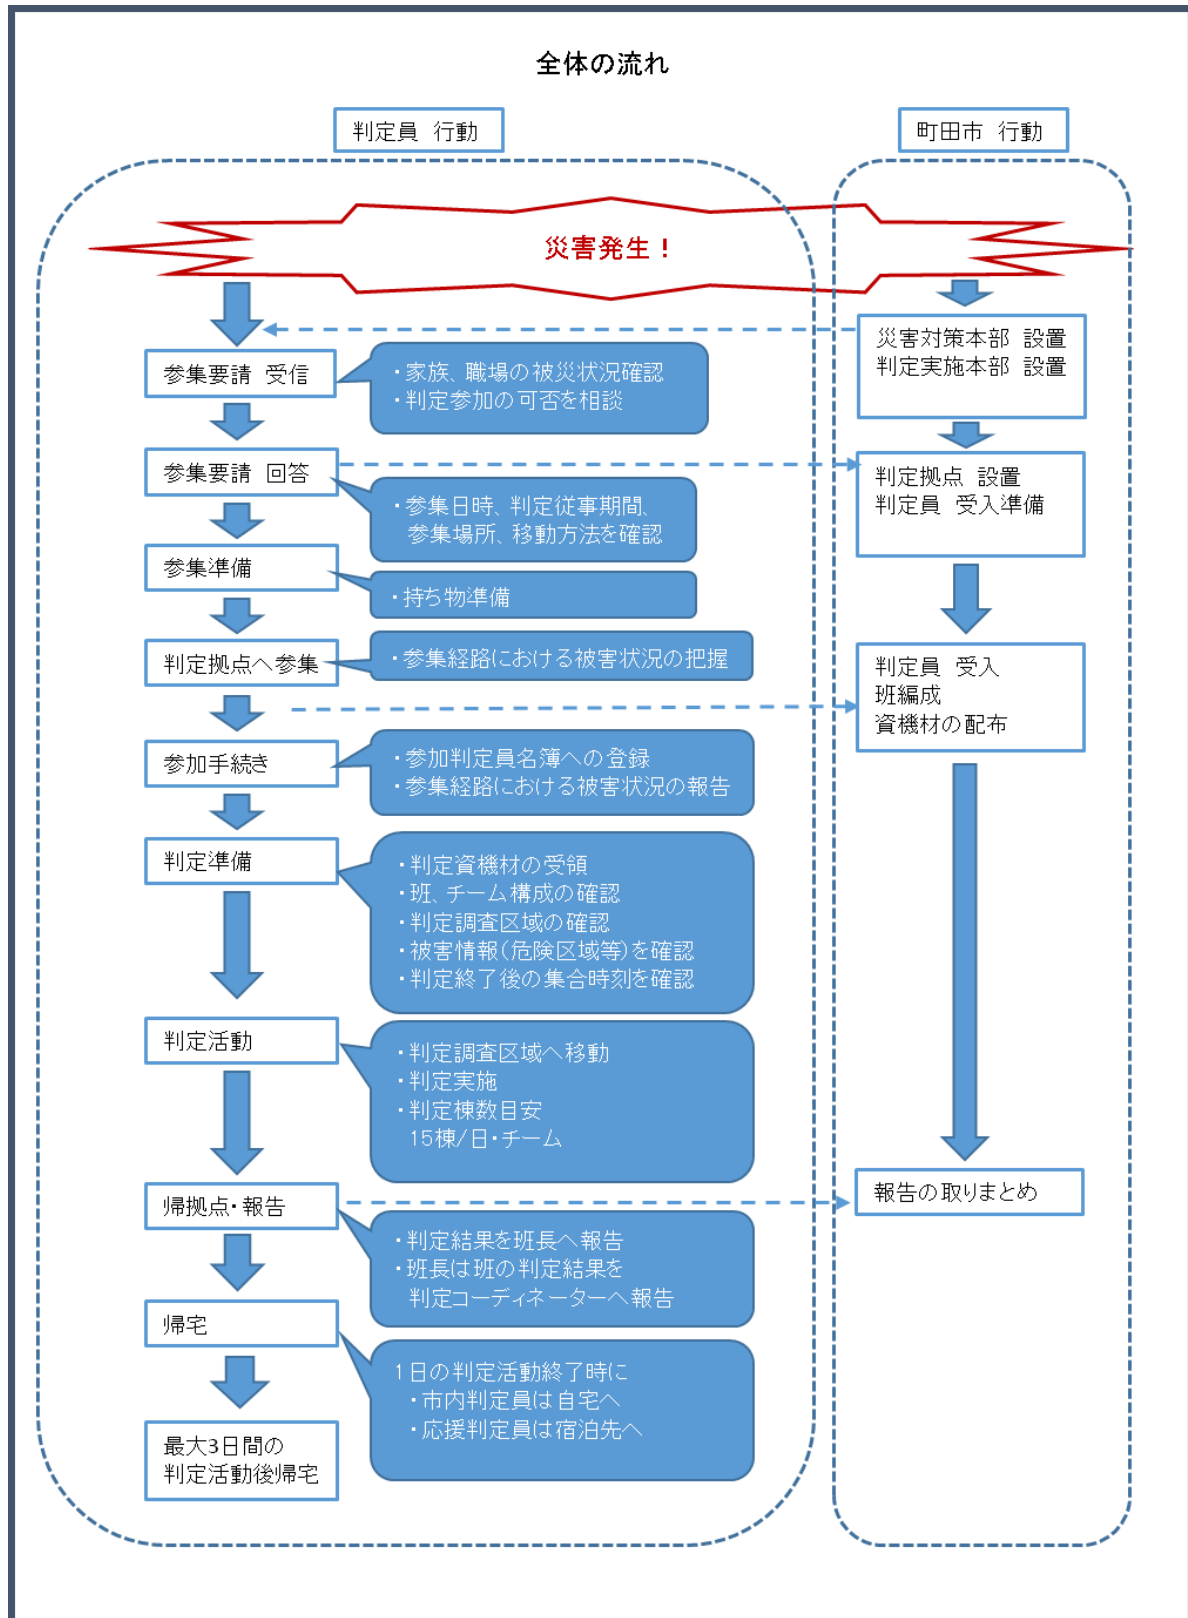 全体の流れ
判定員 行動
町田市 行動
災害発生！
災害対策本部 設置
判定実施本部 設置
参集要請 受信
・家族、職場の被災状況確認
・判定参加の可否を相談
参集要請 回答
・参集日時、判定従事期間、
参集場所、移動方法を確認
判定拠点 設置
判定員 受入準備
参集準備
・持ち物準備
判定拠点へ参集
・参集経路における被害状況の把握
判定員 受入
班編成
資機材の配布
参加手続き
・参加判定員名簿への登録
・参集経路における被害状況の報告
判定準備
・判定資機材の受領
・班、チーム構成の確認
・判定調査区域の確認
・被害情報(危険区域等)を確認
・判定終了後の集合時刻を確認
判定活動
・判定調査区域へ移動
・判定実施
・判定棟数目安
15棟/日・チーム
帰拠点・報告
・判定結果を班長へ報告
・班長は班の判定結果を
判定コーディネーターへ報告
報告の取りまとめ
帰宅
1日の判定活動終了時に
・市内判定員は自宅へ
・応援判定員は宿泊先へ
最大3日間の
判定活動後帰宅